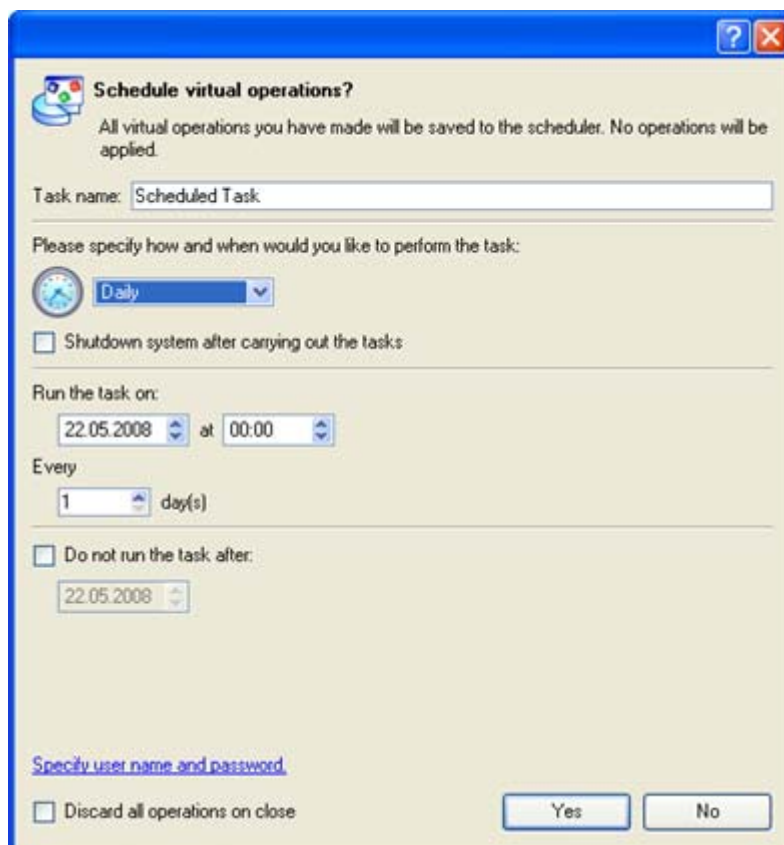 ?
Schedule virtual operations?
All virtual operations you have made will be saved to the scheduler. No operations will be
applied.
Task name: Scheduled Task
Please specify how and when would you like to perform the task:
Daily
Shutdown system after carrying out the tasks
Run the task on:
22.05.2008 at 00:00
Every
1 day(s)
Do not run the task after:
22.05.2008
Specify user name and password.
Discard all operations on close Yes No